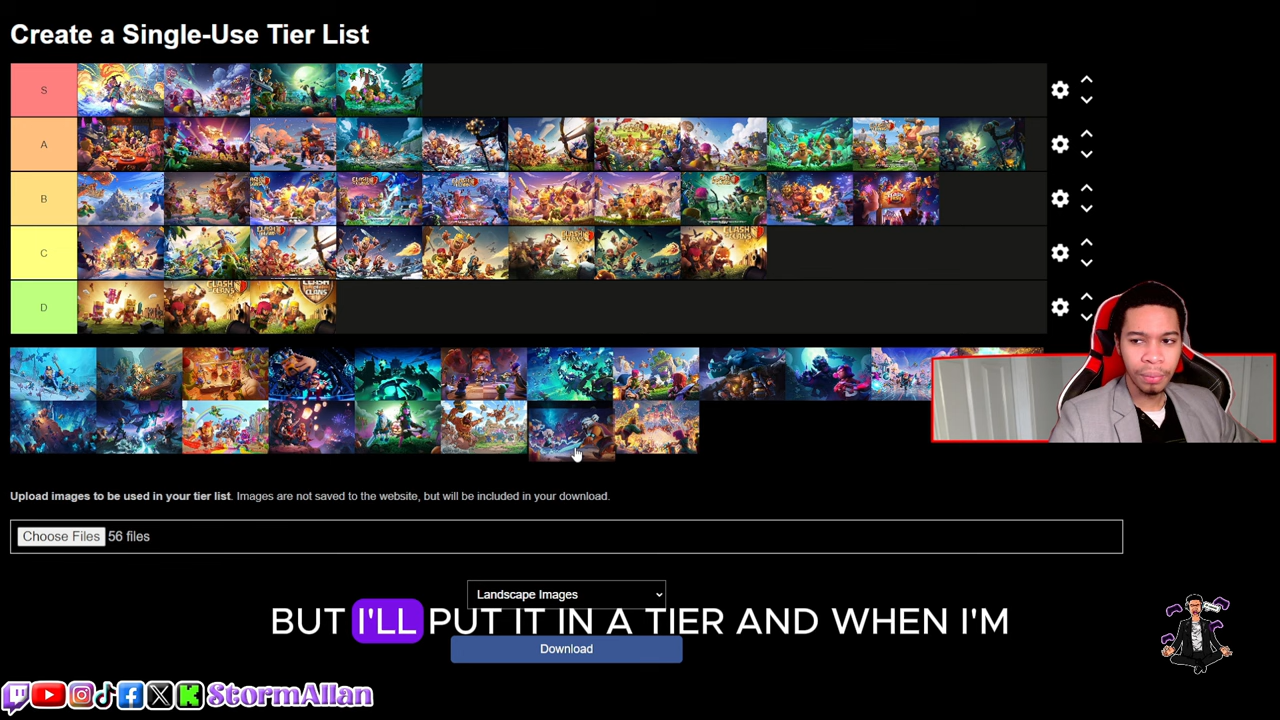 Create a Single-Use Tier List
S
A
B
C
D
Upload images to be used in your tier list. Images are not saved to the website, but will be included in your download.
Choose Files 56 files
Landscape Images
BUT I'LL PUT IT IN A TIER AND WHEN I'M
Download
StormAllan